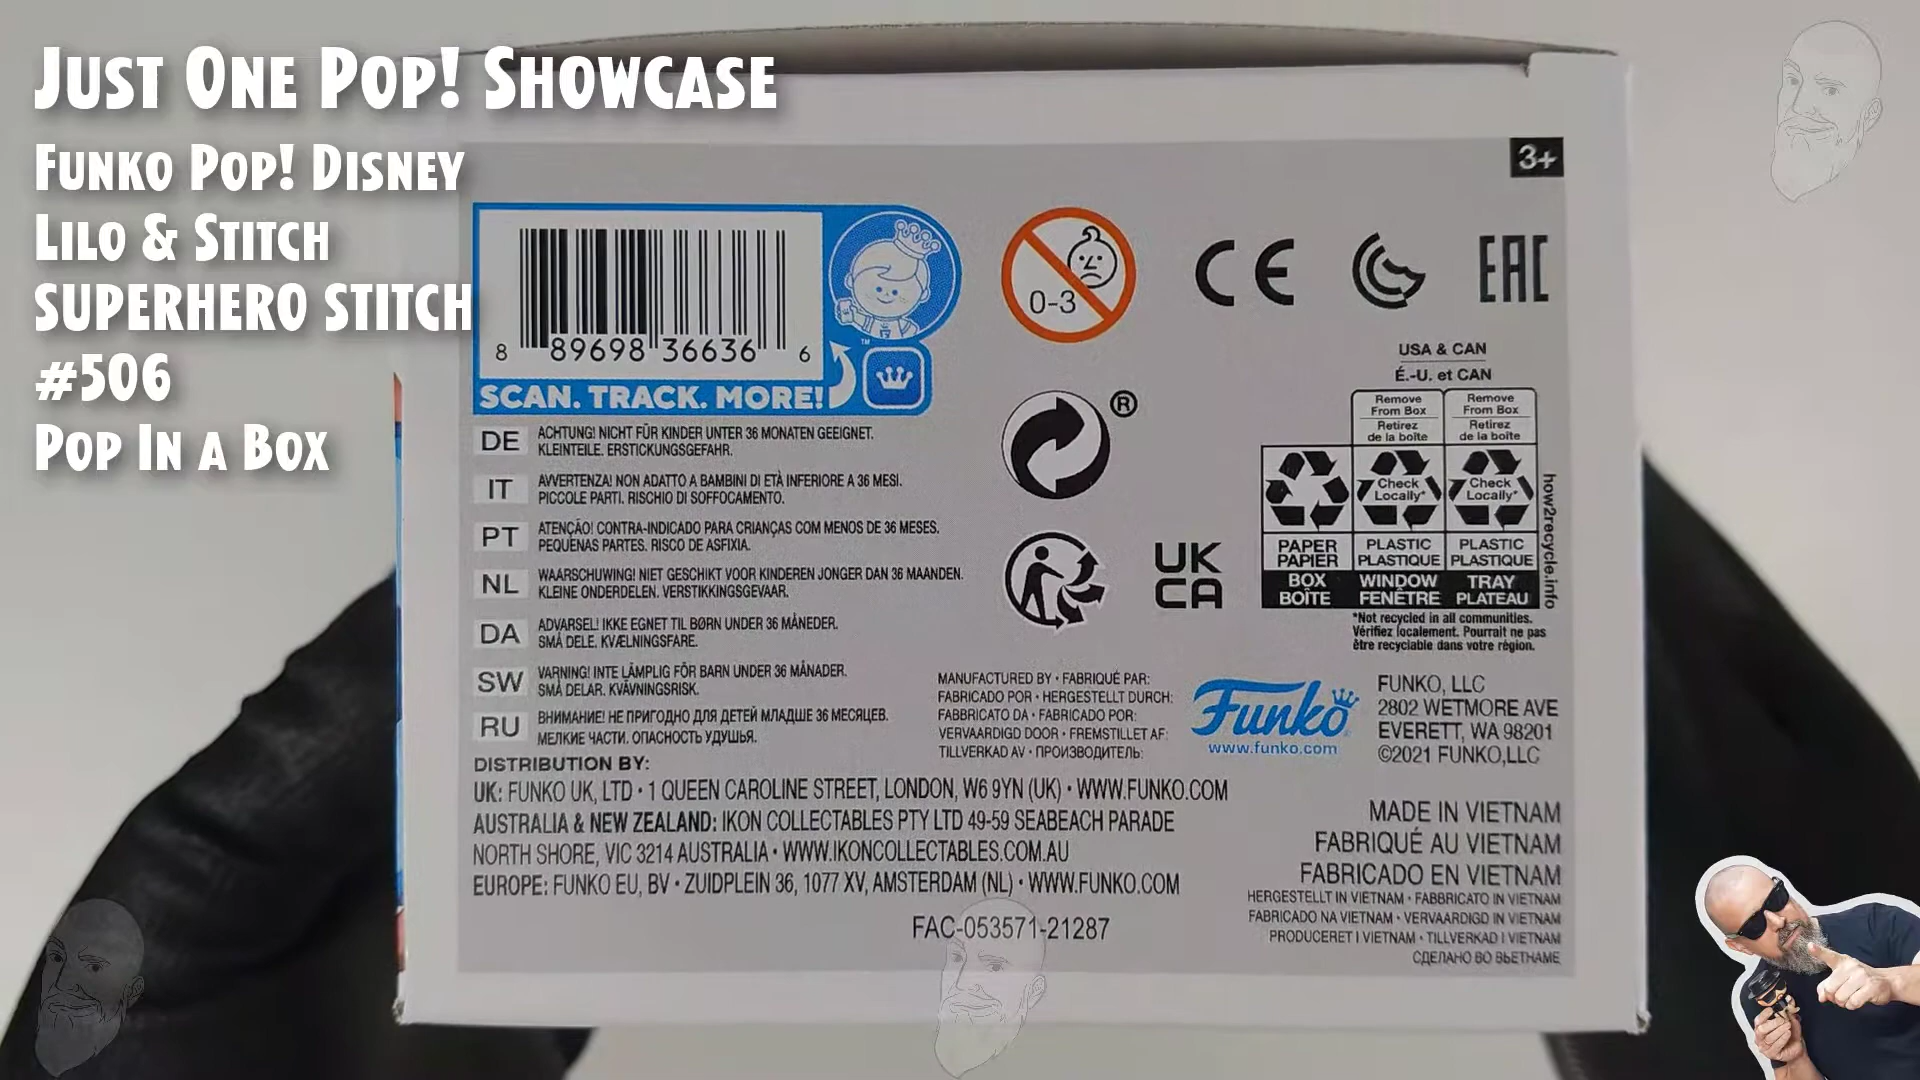 JUST ONE POP! SHOWCASE
FUNKO POP! DISNEY
LILO & STITCH
SUPERHERO STITCH
#506
POP IN A BOX
3+
8 89698 36636 6
TM
SCAN. TRACK. MORE!
0-3
CE
EAC
DE
ACHTUNG! NICHT FÜR KINDER UNTER 36 MONATEN GEEIGNET.
KLEINTEILE. ERSTICKUNGSGEFAHR.
IT
AVVERTENZA! NON ADATTO A BAMBINI DI ETÀ INFERIORE A 36 MESI.
PICCOLE PARTI. RISCHIO DI SOFFOCAMENTO.
PT
ATENÇÃO! CONTRA-INDICADO PARA CRIANÇAS COM MENOS DE 36 MESES.
PEQUENAS PARTES. RISCO DE ASFIXIA.
NL
WAARSCHUWING! NIET GESCHIKT VOOR KINDEREN JONGER DAN 36 MAANDEN.
KLEINE ONDERDELEN. VERSTIKKINGSGEVAAR.
DA
ADVARSEL! IKKE EGNET TIL BØRN UNDER 36 MÅNEDER.
SMÅ DELE. KVÆLNINGSFARE.
SW
VARNING! INTE LÄMPLIG FÖR BARN UNDER 36 MÅNADER.
SMÅ DELAR. KVÄVNINGSRISK.
RU
ВНИМАНИЕ! НЕ ПРИГОДНО ДЛЯ ДЕТЕЙ МЛАДШЕ 36 МЕСЯЦЕВ.
МЕЛКИЕ ЧАСТИ. ОПАСНОСТЬ УДУШЬЯ.
®
UK
CA
USA & CAN
É.-U. et CAN
Remove From Box
Retirez de la boîte
Remove From Box
Retirez de la boîte
Check Locally*
Check Locally*
PAPER PAPIER
PLASTIC PLASTIQUE
PLASTIC PLASTIQUE
BOX BOÎTE
WINDOW FENÊTRE
TRAY PLATEAU
how2recycle.info
*Not recycled in all communities.
Vérifiez localement. Pourrait ne pas
être recyclable dans votre région.
MANUFACTURED BY • FABRIQUÉ PAR:
FABRICADO POR • HERGESTELLT DURCH:
FABBRICATO DA • FABRICADO POR:
VERVAARDIGD DOOR • FREMSTILLET AF:
TILLVERKAD AV • ПРОИЗВОДИТЕЛЬ:
Funko
www.funko.com
FUNKO, LLC
2802 WETMORE AVE
EVERETT, WA 98201
©2021 FUNKO,LLC
DISTRIBUTION BY:
UK: FUNKO UK, LTD • 1 QUEEN CAROLINE STREET, LONDON, W6 9YN (UK) • WWW.FUNKO.COM
AUSTRALIA & NEW ZEALAND: IKON COLLECTABLES PTY LTD 49-59 SEABEACH PARADE
NORTH SHORE, VIC 3214 AUSTRALIA • WWW.IKONCOLLECTABLES.COM.AU
EUROPE: FUNKO EU, BV • ZUIDPLEIN 36, 1077 XV, AMSTERDAM (NL) • WWW.FUNKO.COM
FAC-053571-21287
MADE IN VIETNAM
FABRIQUÉ AU VIETNAM
FABRICADO EN VIETNAM
HERGESTELLT IN VIETNAM • FABBRICATO IN VIETNAM
FABRICADO NA VIETNAM • VERVAARDIGD IN VIETNAM
PRODUCERET I VIETNAM • TILLVERKAD I VIETNAM
СДЕЛАНО ВО ВЬЕТНАМЕ